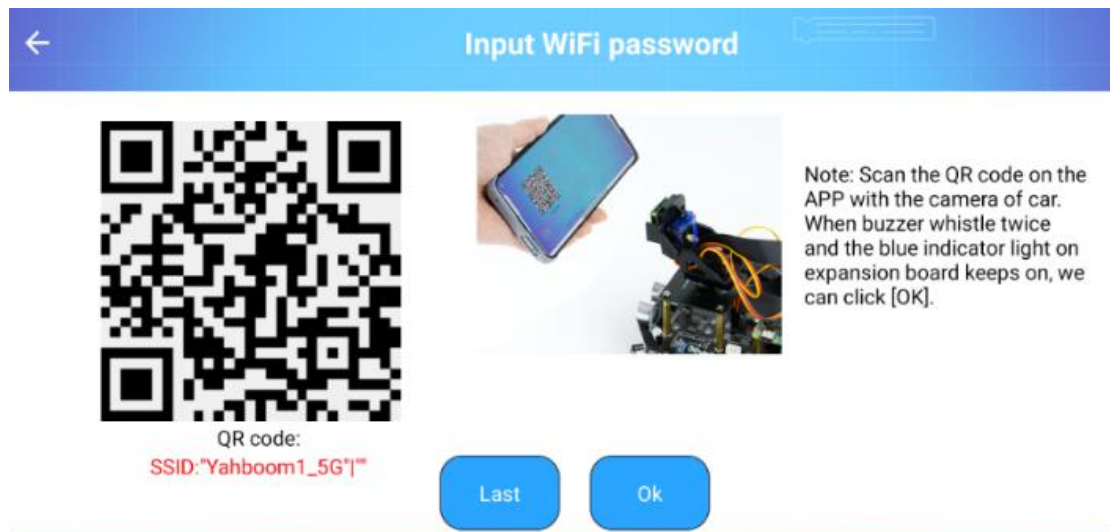 Input WiFi password
Note: Scan the QR code on the
APP with the camera of car.
When buzzer whistle twice
and the blue indicator light on
expansion board keeps on, we
can click [OK].
QR code:
SSID:"Yahboom1_5G"|""
Last
Ok